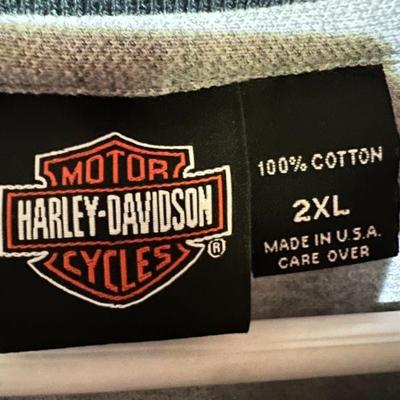 MOTOR
HARLEY-DAVIDSON
CYCLES
®
100% COTTON
2XL
MADE IN U.S.A.
CARE OVER